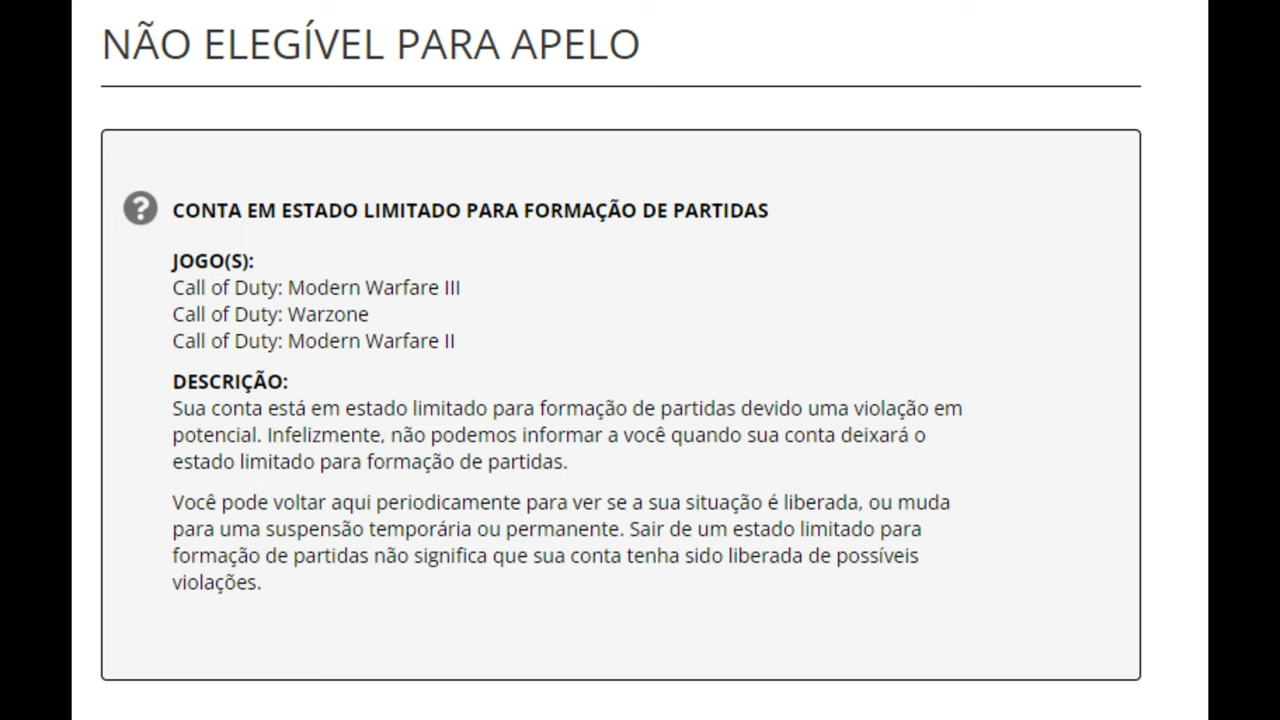 NÃO ELEGÍVEL PARA APELO
CONTA EM ESTADO LIMITADO PARA FORMAÇÃO DE PARTIDAS
JOGO(S):
Call of Duty: Modern Warfare III
Call of Duty: Warzone
Call of Duty: Modern Warfare II
DESCRIÇÃO:
Sua conta está em estado limitado para formação de partidas devido uma violação em
potencial. Infelizmente, não podemos informar a você quando sua conta deixará o
estado limitado para formação de partidas.
Você pode voltar aqui periodicamente para ver se a sua situação é liberada, ou muda
para uma suspensão temporária ou permanente. Sair de um estado limitado para
formação de partidas não significa que sua conta tenha sido liberada de possíveis
violações.